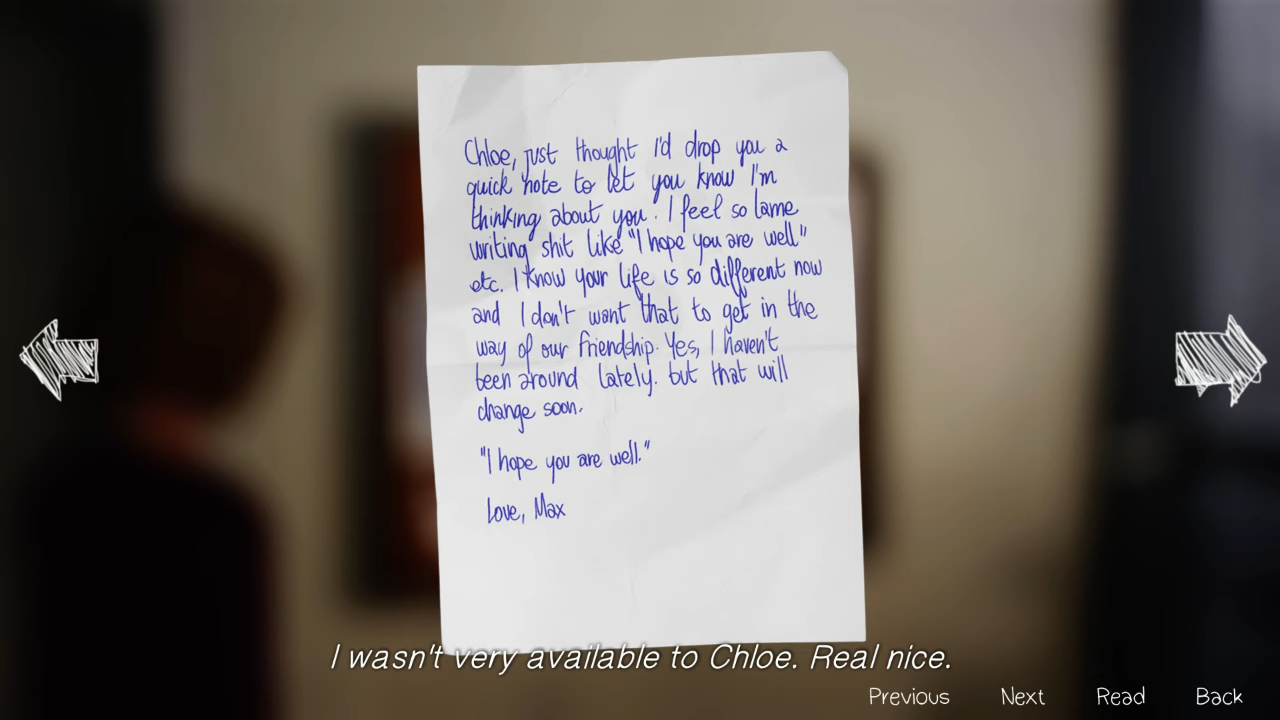 Chloe, just thought I'd drop you a
quick note to let you know I'm
thinking about you. I feel so lame
writing shit like "I hope you are well"
etc. I know your life is so different now
and I don't want that to get in the
way of our friendship. Yes, I haven't
been around lately. but that will
change soon.
"I hope you are well."
Love, Max
I wasn't very available to Chloe. Real nice.
Previous Next Read Back